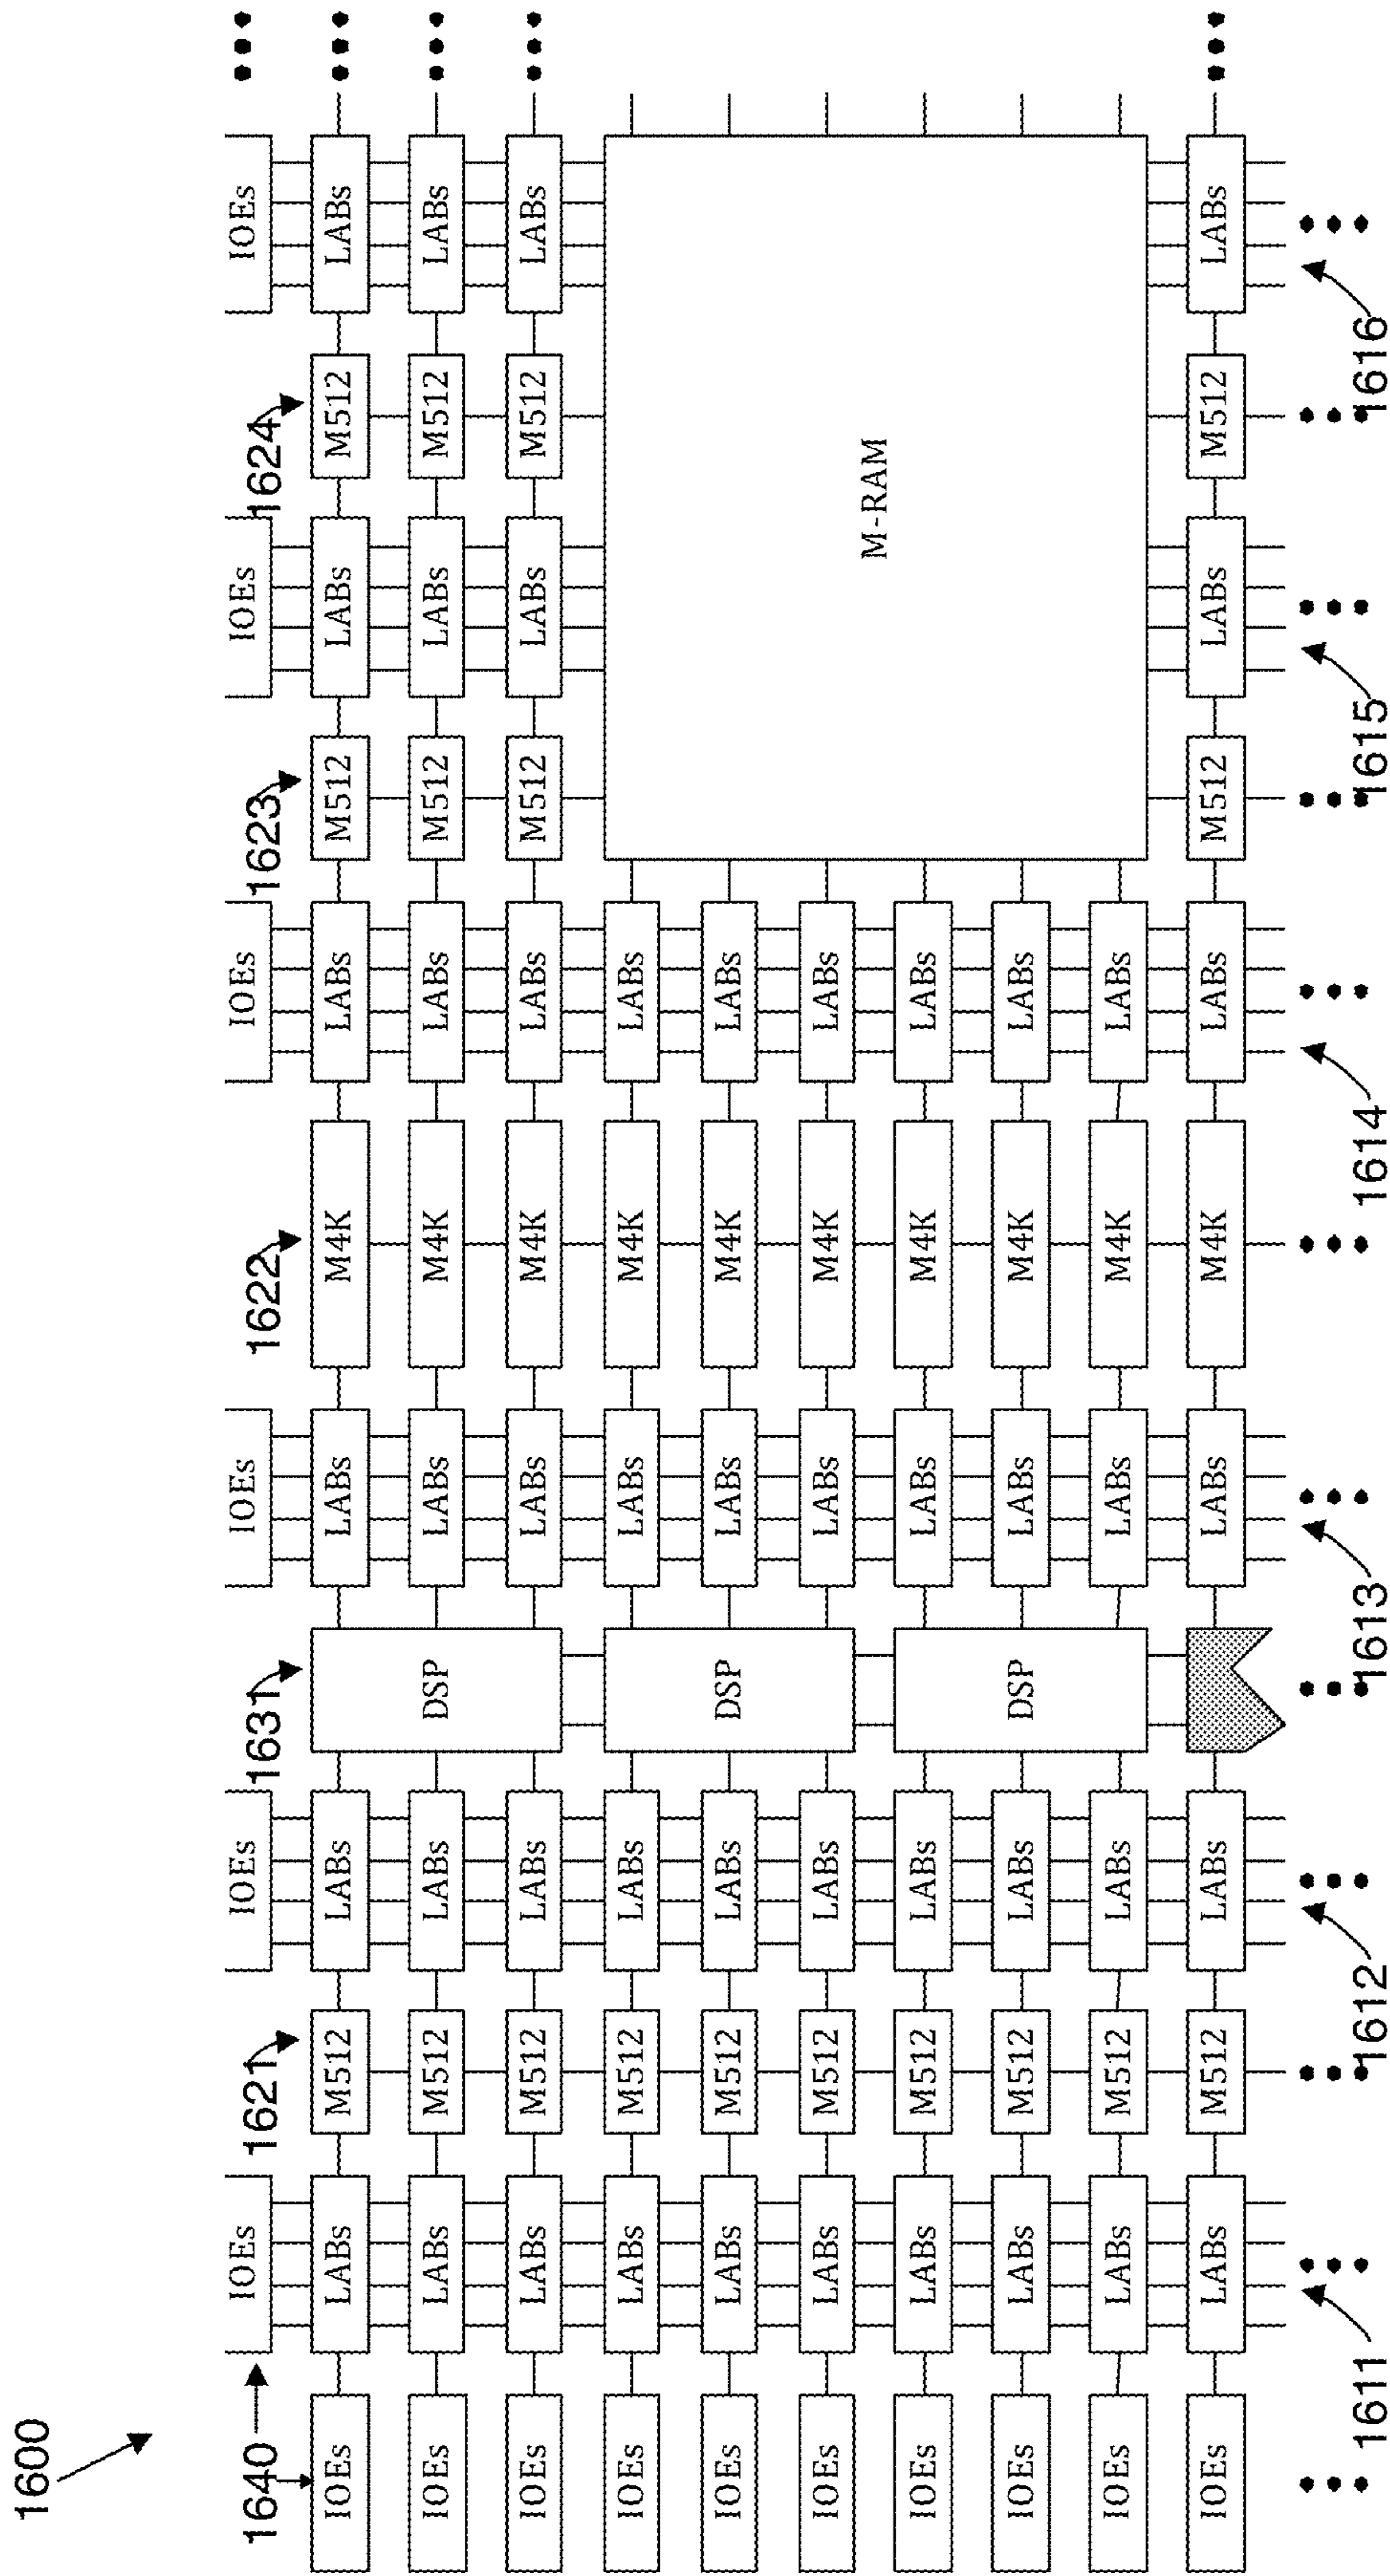 1600
IOEs IOEs IOEs IOEs IOEs IOEs
1640 1621 1631 1622 1623 1624
IOEs LABs M512 LABs LABs M4K LABs M512 LABs M512 LABs
IOEs LABs M512 LABs DSP LABs M4K LABs M512 LABs M512 LABs
IOEs LABs M512 LABs LABs M4K LABs M512 LABs M512 LABs
IOEs LABs M512 LABs LABs M4K LABs
IOEs LABs M512 LABs DSP LABs M4K LABs
IOEs LABs M512 LABs LABs M4K LABs
M-RAM
IOEs LABs M512 LABs LABs M4K LABs
IOEs LABs M512 LABs DSP LABs M4K LABs
IOEs LABs M512 LABs LABs M4K LABs
IOEs LABs M512 LABs LABs M4K LABs M512 LABs M512 LABs
1611 1612 1613 1614 1615 1616